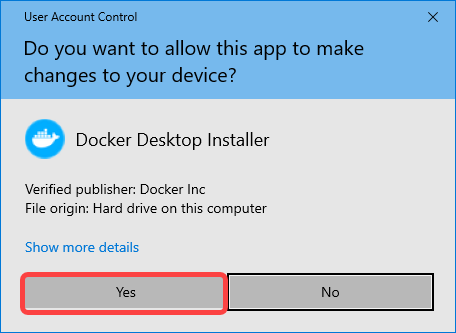 User Account Control
Do you want to allow this app to make
changes to your device?
Docker Desktop Installer
Verified publisher: Docker Inc
File origin: Hard drive on this computer
Show more details
Yes
No